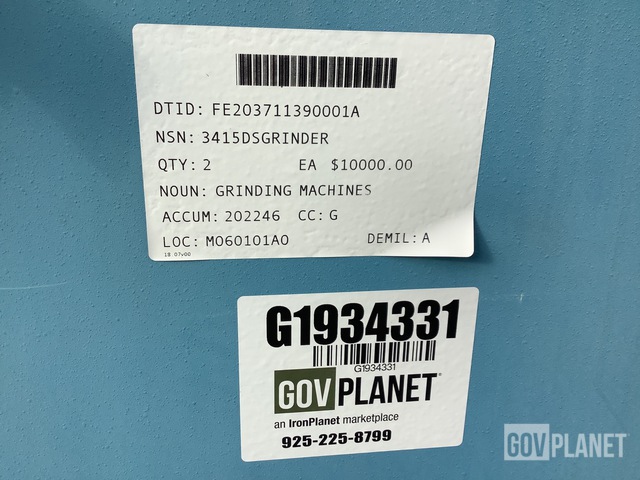 DTID: FE203711390001A
NSN: 3415DSGRINDER
QTY: 2 EA $10000.00
NOUN: GRINDING MACHINES
ACCUM: 202246 CC: G
LOC: M060101A0 DEMIL: A
G1934331
G1934331
GOVPLANET
an IronPlanet marketplace
925-225-8799
GOVPLANET